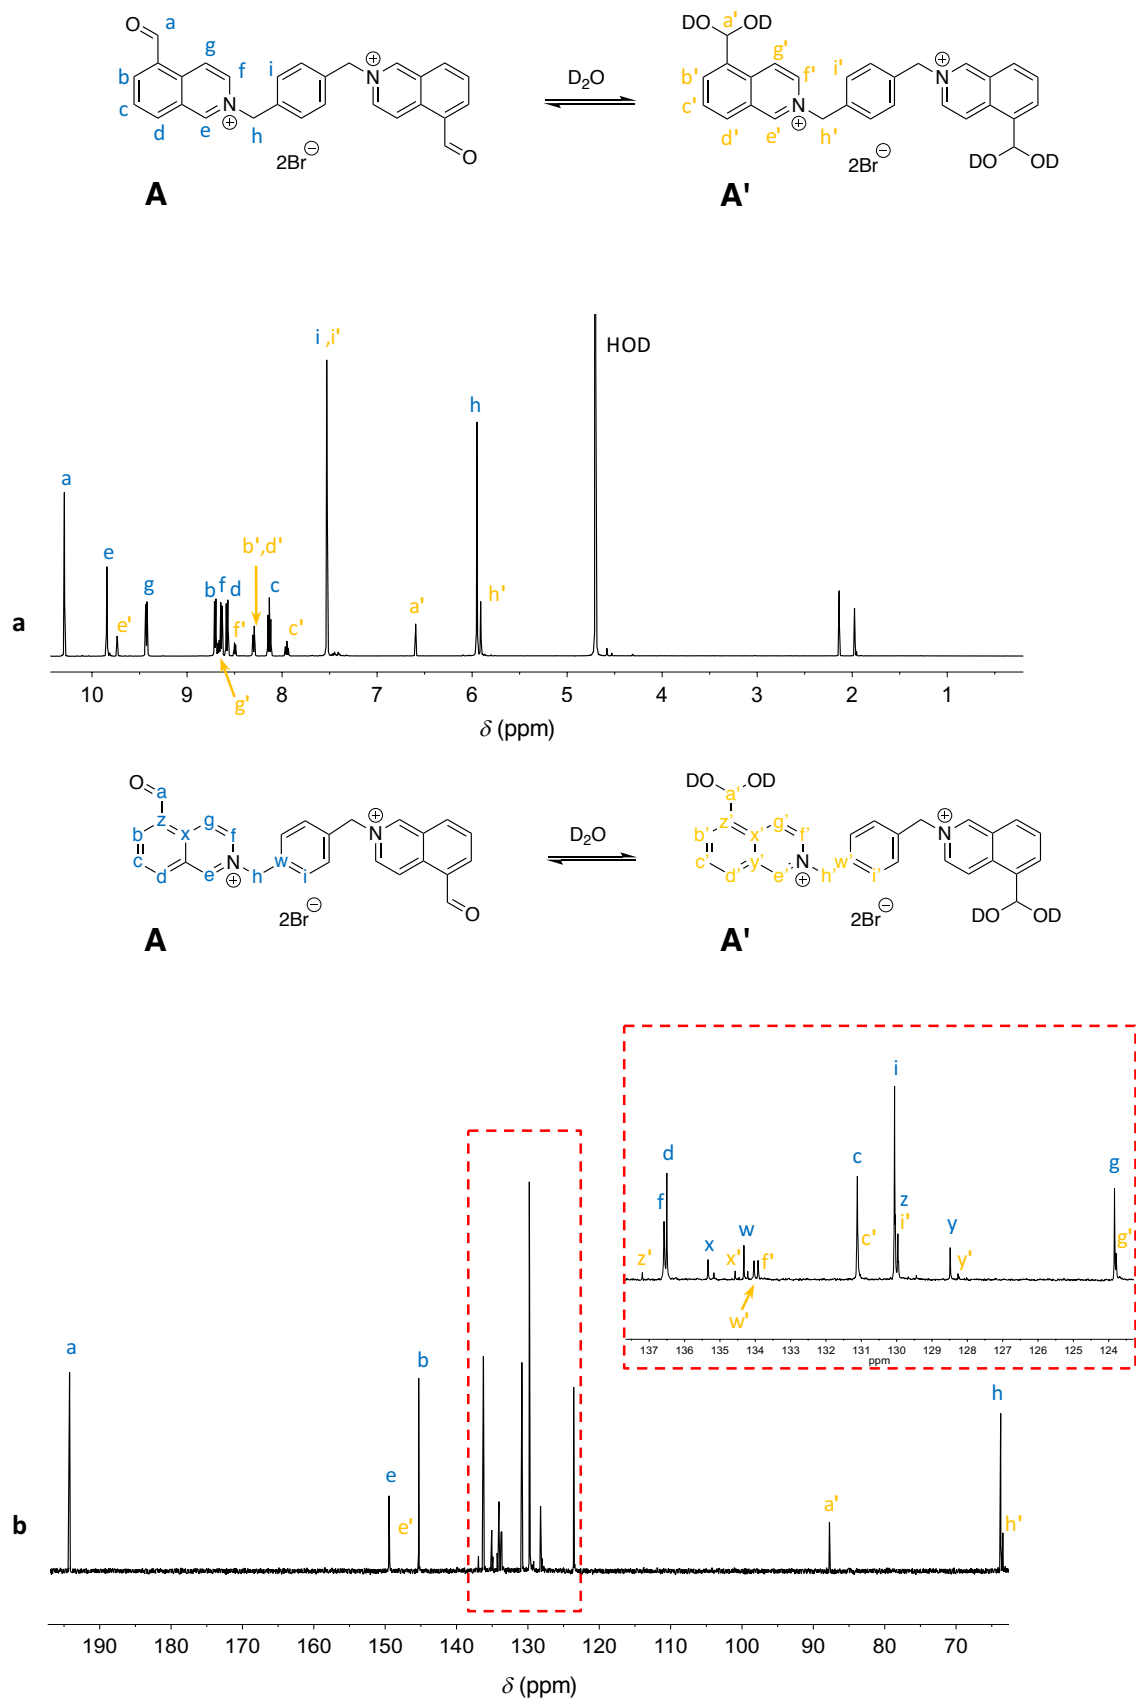 O a DO a' OD
g g'
b f i b' f' i' N ⊕
N ⊕ D₂O
c c'
d e N ⊕ h d' e' N ⊕ h'
2Br⊖ O 2Br⊖ DO OD
A A'
i ,i'
HOD
h
a
e b',d'
g b f d c a' h'
e' f' c'
a
g'
10 9 8 7 6 5 4 3 2 1
δ (ppm)
O a DO a' OD
z g z' g'
b x f N ⊕ D₂O b' x' f' N ⊕
c N w c' y' N w'
d e ⊕ h i d' e' ⊕ h' i'
2Br⊖ O 2Br⊖ DO OD
A A'
i
d c g
f z
x w y
z' x' f' c' i' y' g'
w'
137 136 135 134 133 132 131 130 129 128 127 126 125 124
ppm
a b h
e
e' a' h'
b
190 180 170 160 150 140 130 120 110 100 90 80 70
δ (ppm)